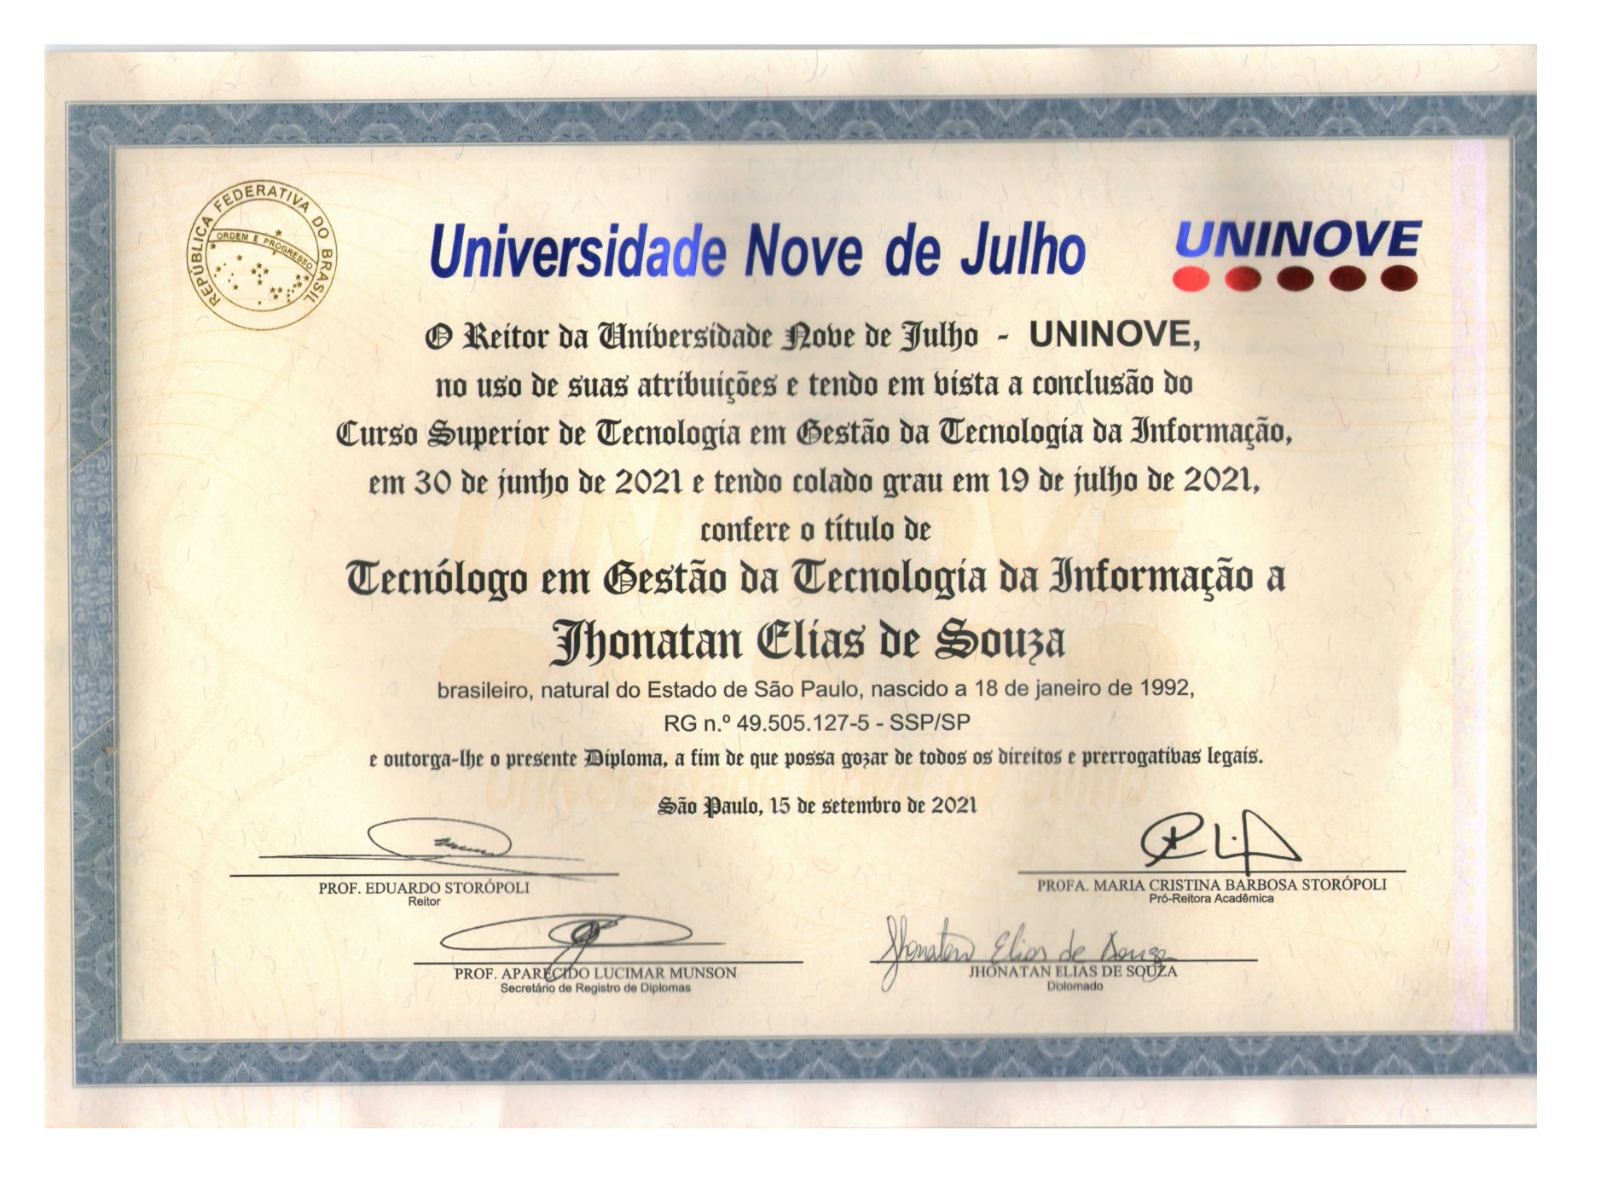 REPÚBLICA FEDERATIVA DO BRASIL
ORDEM E PROGRESSO
Universidade Nove de Julho
UNINOVE
O Reitor da Universidade Nove de Julho - UNINOVE,
no uso de suas atribuições e tendo em vista a conclusão do
Curso Superior de Tecnologia em Gestão da Tecnologia da Informação,
em 30 de junho de 2021 e tendo colado grau em 19 de julho de 2021,
confere o título de
Tecnólogo em Gestão da Tecnologia da Informação a
Jhonatan Elias de Souza
brasileiro, natural do Estado de São Paulo, nascido a 18 de janeiro de 1992,
RG n.º 49.505.127-5 - SSP/SP
e outorga-lhe o presente Diploma, a fim de que possa gozar de todos os direitos e prerrogativas legais.
São Paulo, 15 de setembro de 2021
PROF. EDUARDO STORÓPOLI
Reitor
PROFA. MARIA CRISTINA BARBOSA STORÓPOLI
Pró-Reitora Acadêmica
PROF. APARECIDO LUCIMAR MUNSON
Secretário de Registro de Diplomas
Jhonatan Elias de Souza
JHONATAN ELIAS DE SOUZA
Diplomado